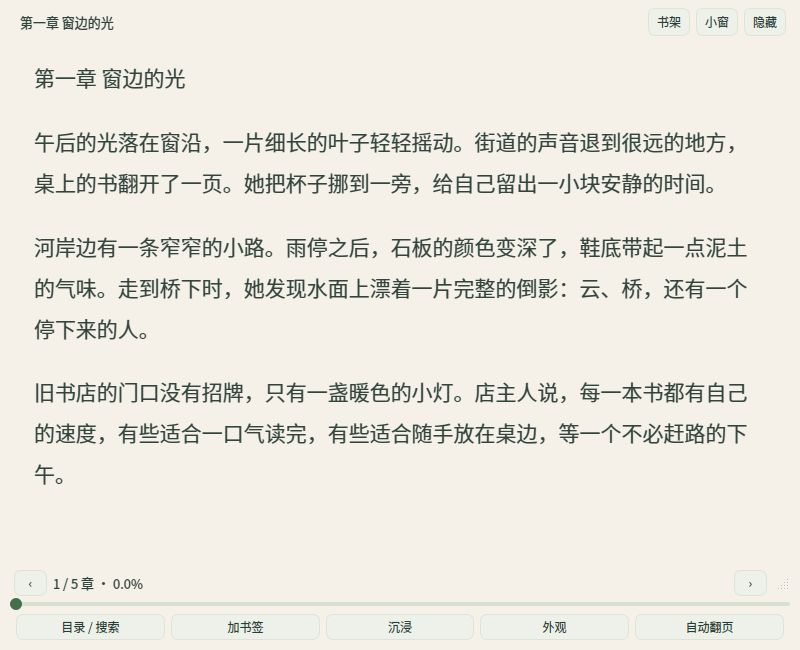 第一章 窗边的光
书架 小窗 隐藏
第一章 窗边的光
午后的光落在窗沿，一片细长的叶子轻轻摇动。街道的声音退到很远的地方，
桌上的书翻开了一页。她把杯子挪到一旁，给自己留出一小块安静的时间。
河岸边有一条窄窄的小路。雨停之后，石板的颜色变深了，鞋底带起一点泥土
的气味。走到桥下时，她发现水面上漂着一片完整的倒影：云、桥，还有一个
停下来的人。
旧书店的门口没有招牌，只有一盏暖色的小灯。店主人说，每一本书都有自己
的速度，有些适合一口气读完，有些适合随手放在桌边，等一个不必赶路的下
午。
‹ 1 / 5 章 · 0.0% ›
目录 / 搜索 加书签 沉浸 外观 自动翻页